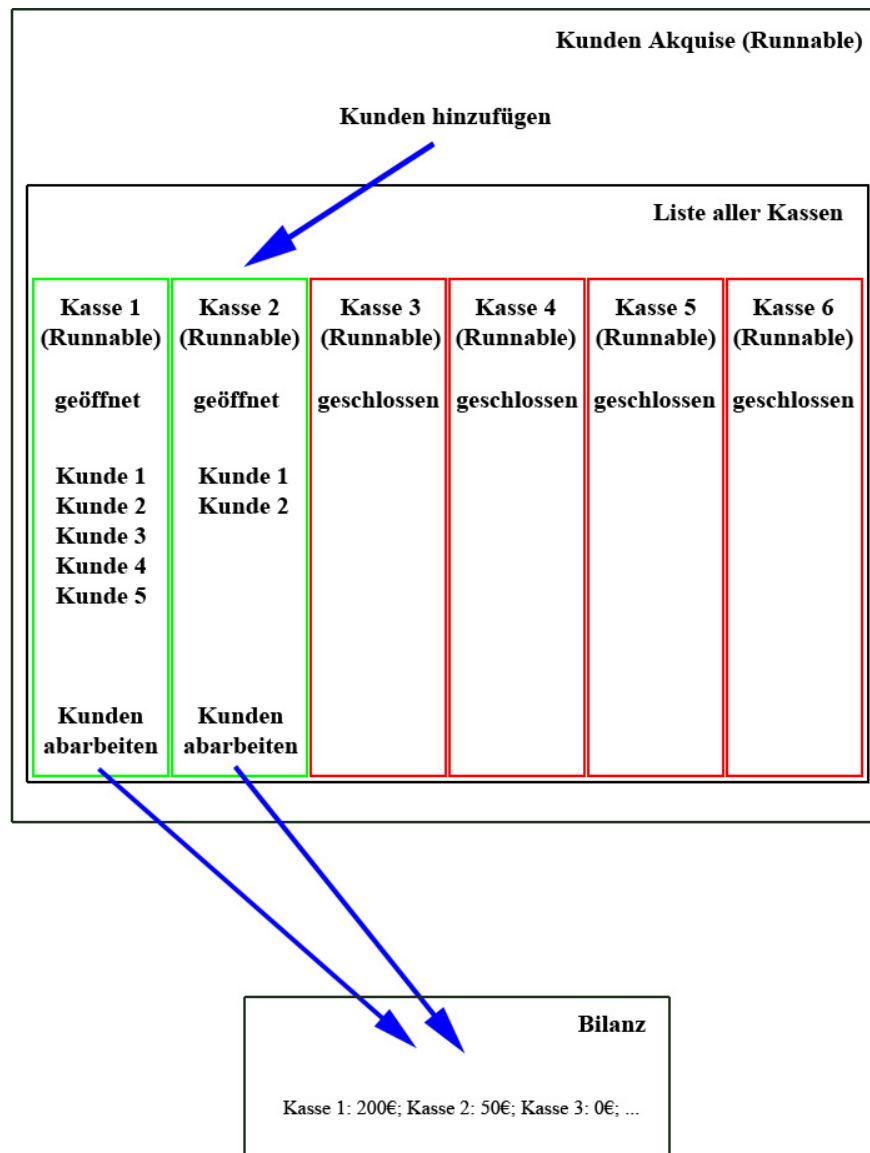 Kunden Akquise (Runnable)
Kunden hinzufügen
Liste aller Kassen
Kasse 1
(Runnable)
geöffnet
Kunde 1
Kunde 2
Kunde 3
Kunde 4
Kunde 5
Kunden
abarbeiten
Kasse 2
(Runnable)
geöffnet
Kunde 1
Kunde 2
Kunden
abarbeiten
Kasse 3
(Runnable)
geschlossen
Kasse 4
(Runnable)
geschlossen
Kasse 5
(Runnable)
geschlossen
Kasse 6
(Runnable)
geschlossen
Bilanz
Kasse 1: 200€; Kasse 2: 50€; Kasse 3: 0€; ...